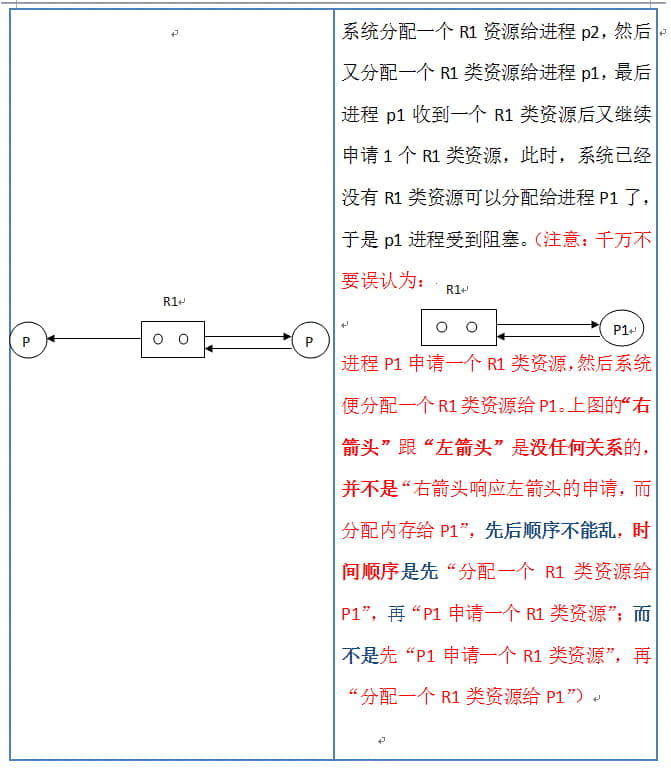 R1
P
P
系统分配一个 R1 资源给进程 p2，然后
又分配一个 R1 类资源给进程 p1，最后
进程 p1 收到一个 R1 类资源后又继续
申请 1 个 R1 类资源，此时，系统已经
没有 R1 类资源可以分配给进程 P1 了，
于是 p1 进程受到阻塞。（注意：千万不
要误认为：
R1
P1
进程 P1 申请一个 R1 类资源，然后系统
便分配一个 R1 类资源给 P1。上图的“右
箭头”跟“左箭头”是没任何关系的，
并不是“右箭头响应左箭头的申请，而
分配内存给 P1”，先后顺序不能乱，时
间顺序是先“分配一个 R1 类资源给
P1”，再“P1 申请一个 R1 类资源”；而
不是先“P1 申请一个 R1 类资源”，再
“分配一个 R1 类资源给 P1”）